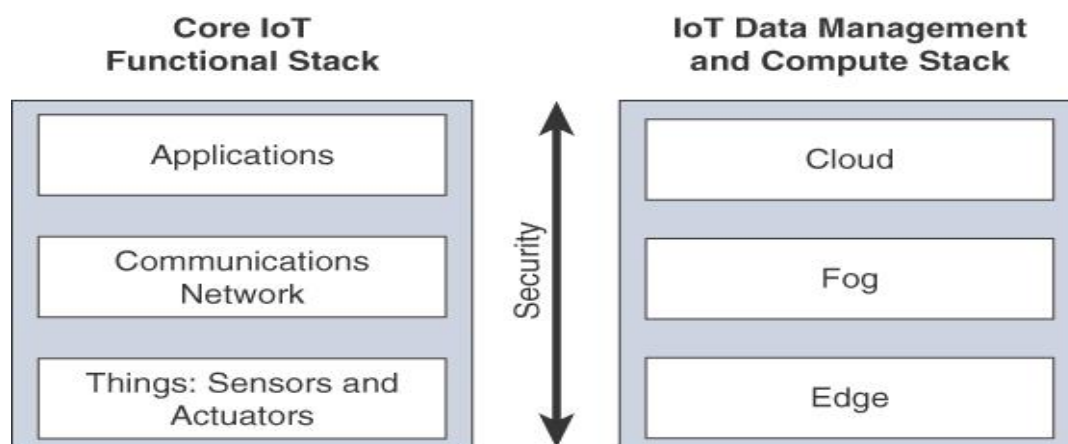 Core IoT
Functional Stack
Applications
Communications
Network
Things: Sensors and
Actuators
Security
IoT Data Management
and Compute Stack
Cloud
Fog
Edge